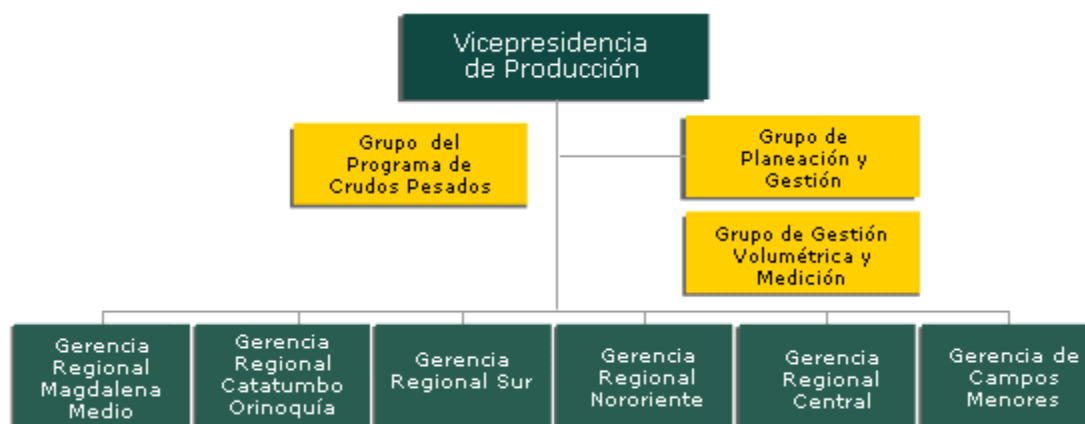 Vicepresidencia
de Producción
Grupo del
Programa de
Crudos Pesados
Grupo de
Planeación y
Gestión
Grupo de Gestión
Volumétrica y
Medición
Gerencia
Regional
Magdalena
Medio
Gerencia
Regional
Catatumbo
Orinoquía
Gerencia
Regional Sur
Gerencia
Regional
Nororiente
Gerencia
Regional
Central
Gerencia de
Campos
Menores